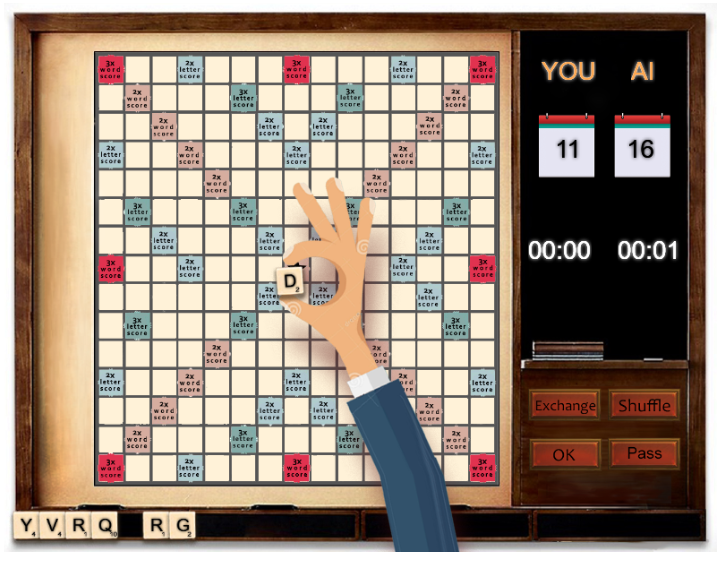 3x 2x 3x 2x 3x
word letter word letter word
score score score score score
2x 3x 3x 2x
word letter letter word
score score score score
2x 2x 2x 2x
word letter letter word
score score score score
2x 2x 2x 2x 2x
letter word letter word letter
score score score score score
2x 2x
word word
score score
3x 3x 3x 3x
letter letter letter letter
score score score score
2x 2x 2x
letter letter letter
score score score
3x 2x 2x 3x
word letter letter word
score score score score
D 2
2x 2x 2x
letter letter letter
score score score
3x 3x 3x
letter letter letter
score score score
2x 2x
word word
score score
2x 2x 2x 2x 2x
letter word letter word letter
score score score score score
2x 2x 2x 2x
word letter letter word
score score score score
2x 3x 3x 2x
word letter letter word
score score score score
3x 2x 3x 3x
word letter word word
score score score score
Y 4 V 4 R 1 Q 10 R 1 G 2
YOU AI
11 16
00:00 00:01
Exchange Shuffle
OK Pass